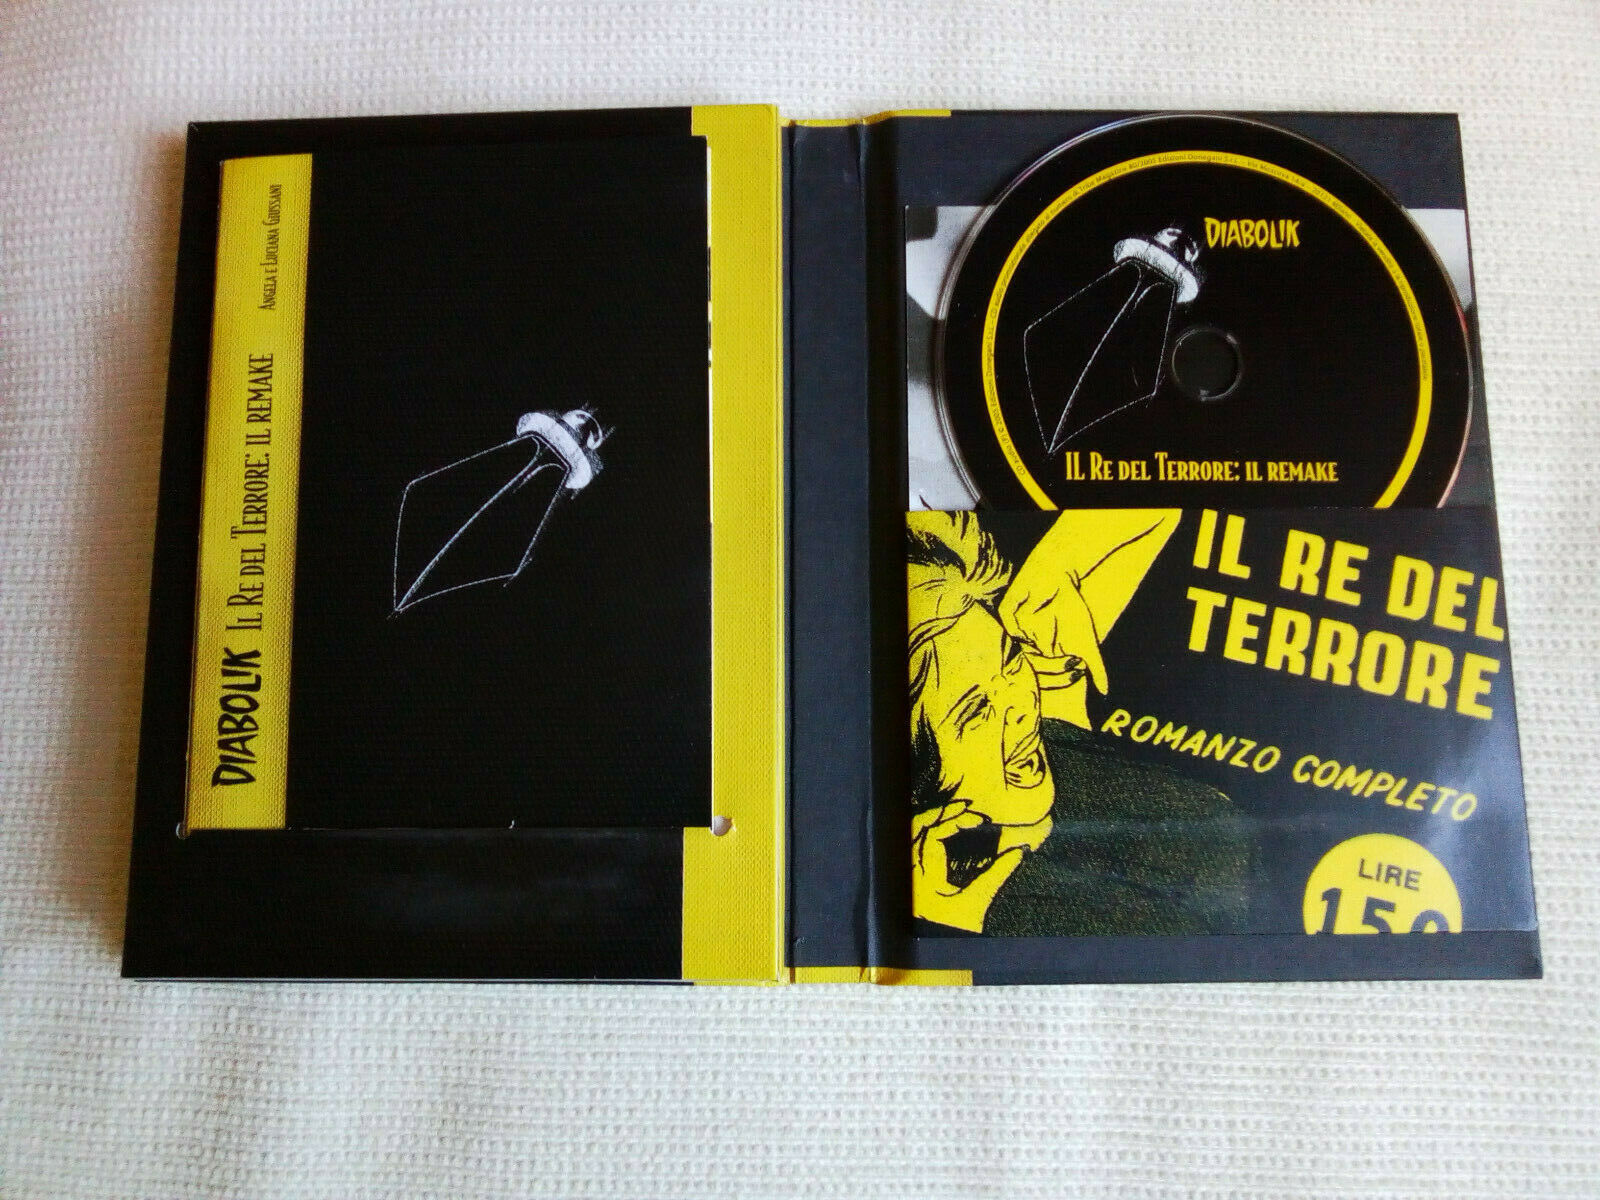 DIABOLIK IL RE DEL TERRORE: IL REMAKE ANGELA E LUCIANA GIUSSANI
DIABOLIK
IL RE DEL TERRORE: IL REMAKE
IL RE DEL
TERRORE
ROMANZO COMPLETO
LIRE
150